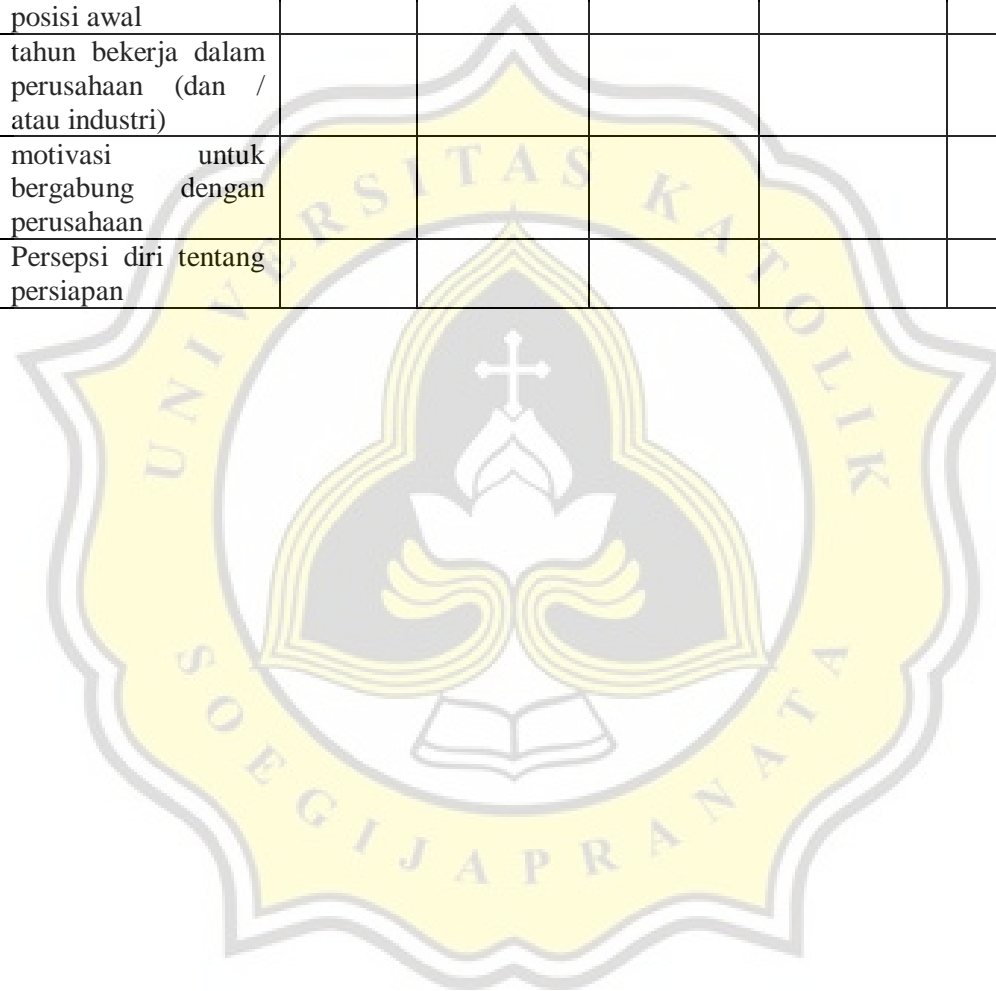 posisi awal
tahun bekerja dalam
perusahaan (dan /
atau industri)
motivasi untuk
bergabung dengan
perusahaan
Persepsi diri tentang
persiapan
UNIVERSITAS KATOLIK
SOEGIJAPRANATA